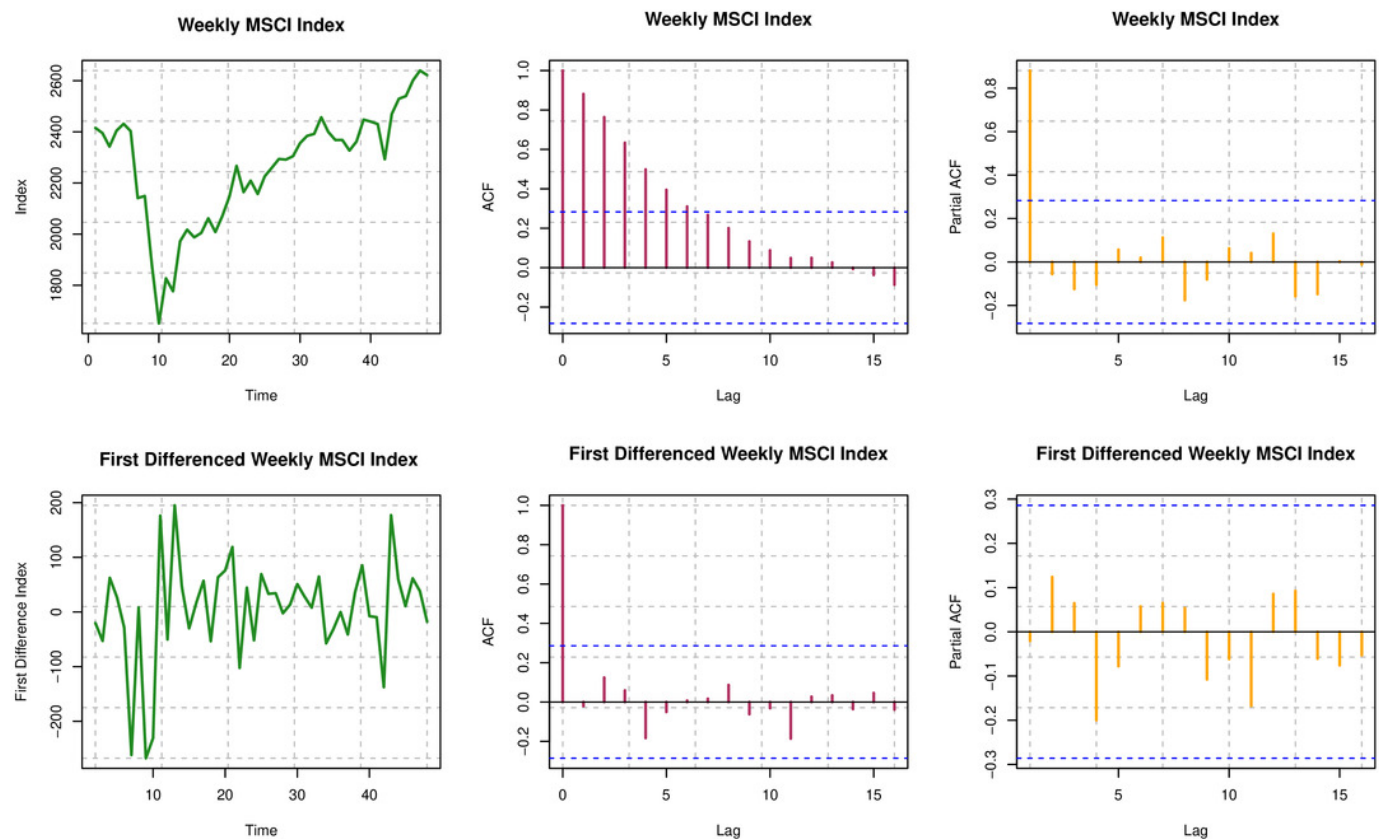 Weekly MSCI Index
Index
1800 2000 2200 2400 2600
0 10 20 30 40
Time
Weekly MSCI Index
ACF
−0.2 0.0 0.2 0.4 0.6 0.8 1.0
0 5 10 15
Lag
Weekly MSCI Index
Partial ACF
−0.2 0.0 0.2 0.4 0.6 0.8
5 10 15
Lag
First Differenced Weekly MSCI Index
First Difference Index
−200 −100 0 100 200
10 20 30 40
Time
First Differenced Weekly MSCI Index
ACF
−0.2 0.0 0.2 0.4 0.6 0.8 1.0
0 5 10 15
Lag
First Differenced Weekly MSCI Index
Partial ACF
−0.3 −0.2 −0.1 0.0 0.1 0.2 0.3
5 10 15
Lag